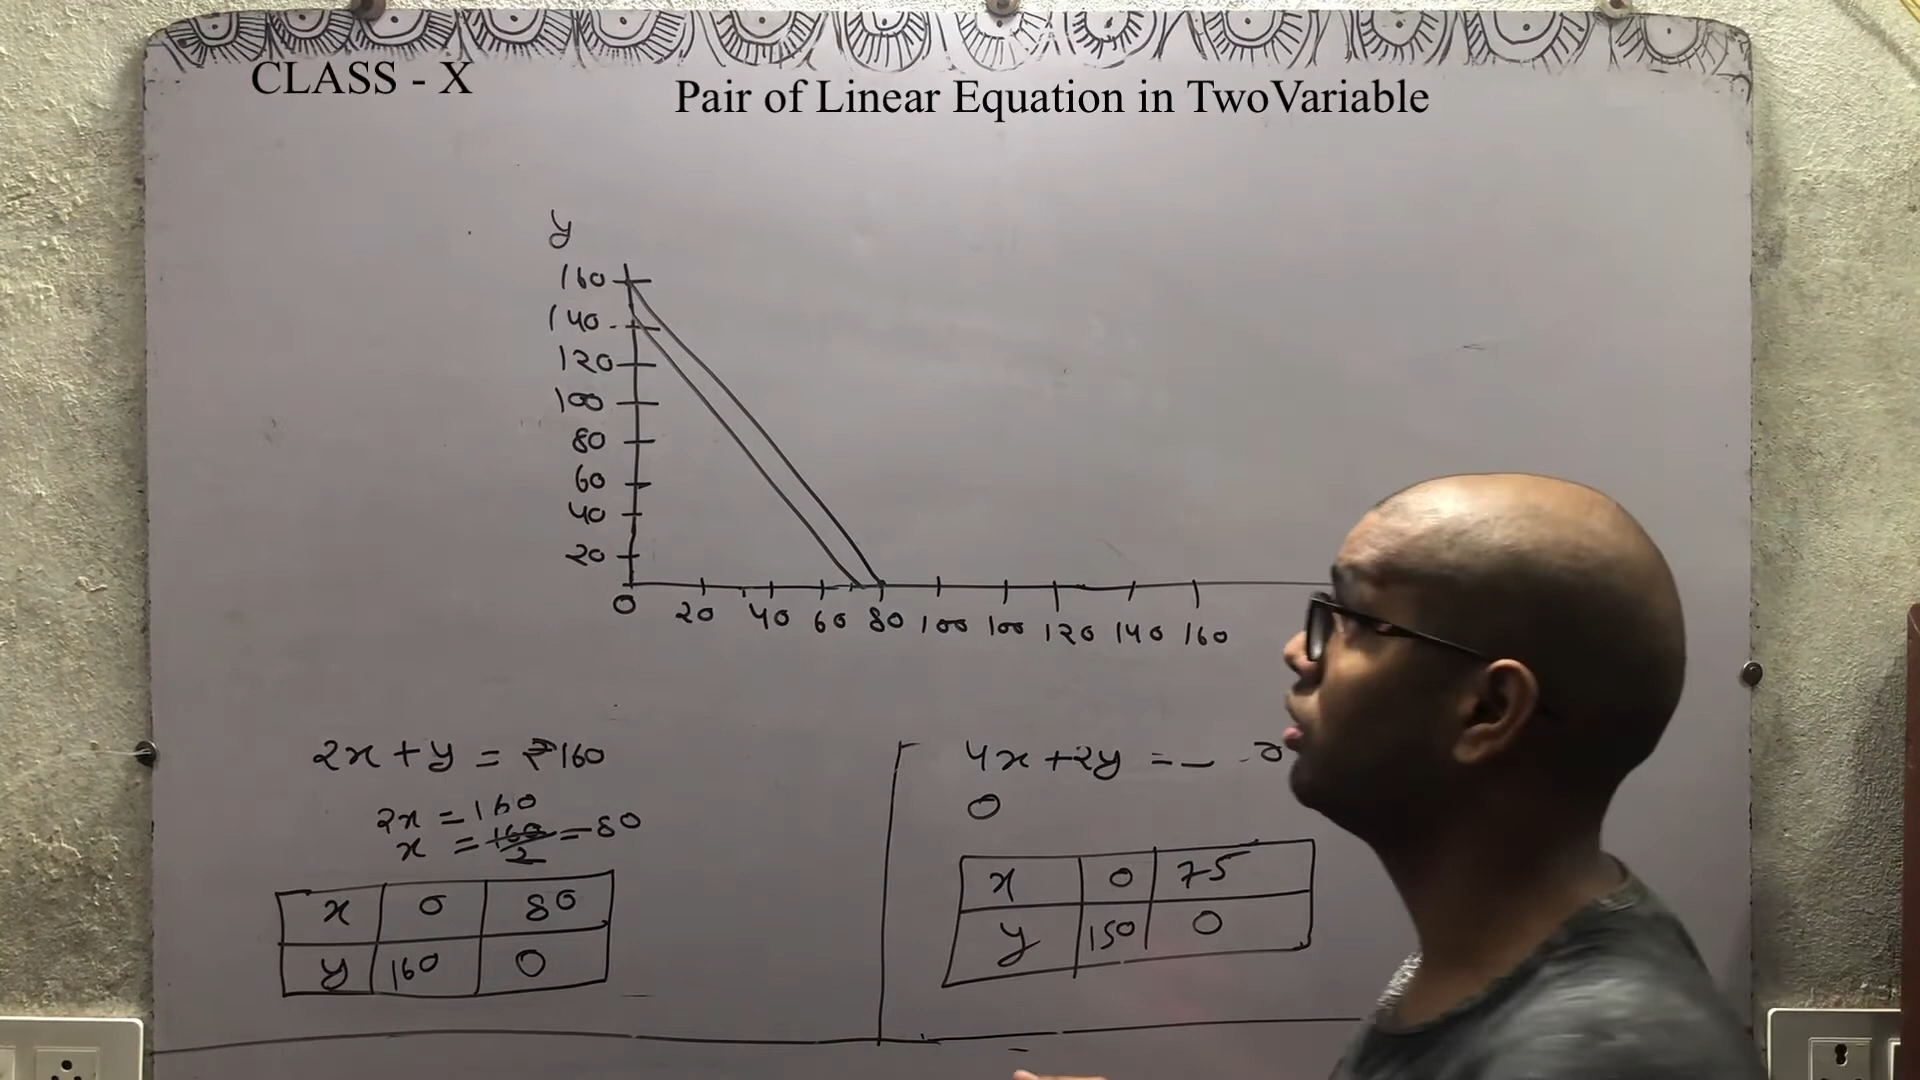 CLASS - X
Pair of Linear Equation in TwoVariable
y
160
140
120
100
80
60
40
20
0 20 40 60 80 100 100 120 140 160
2x + y = ₹160
2x = 160
x = 160/2 = 80
x 0 80
y 160 0
4x + 2y =
0
x 0 75
y 150 0